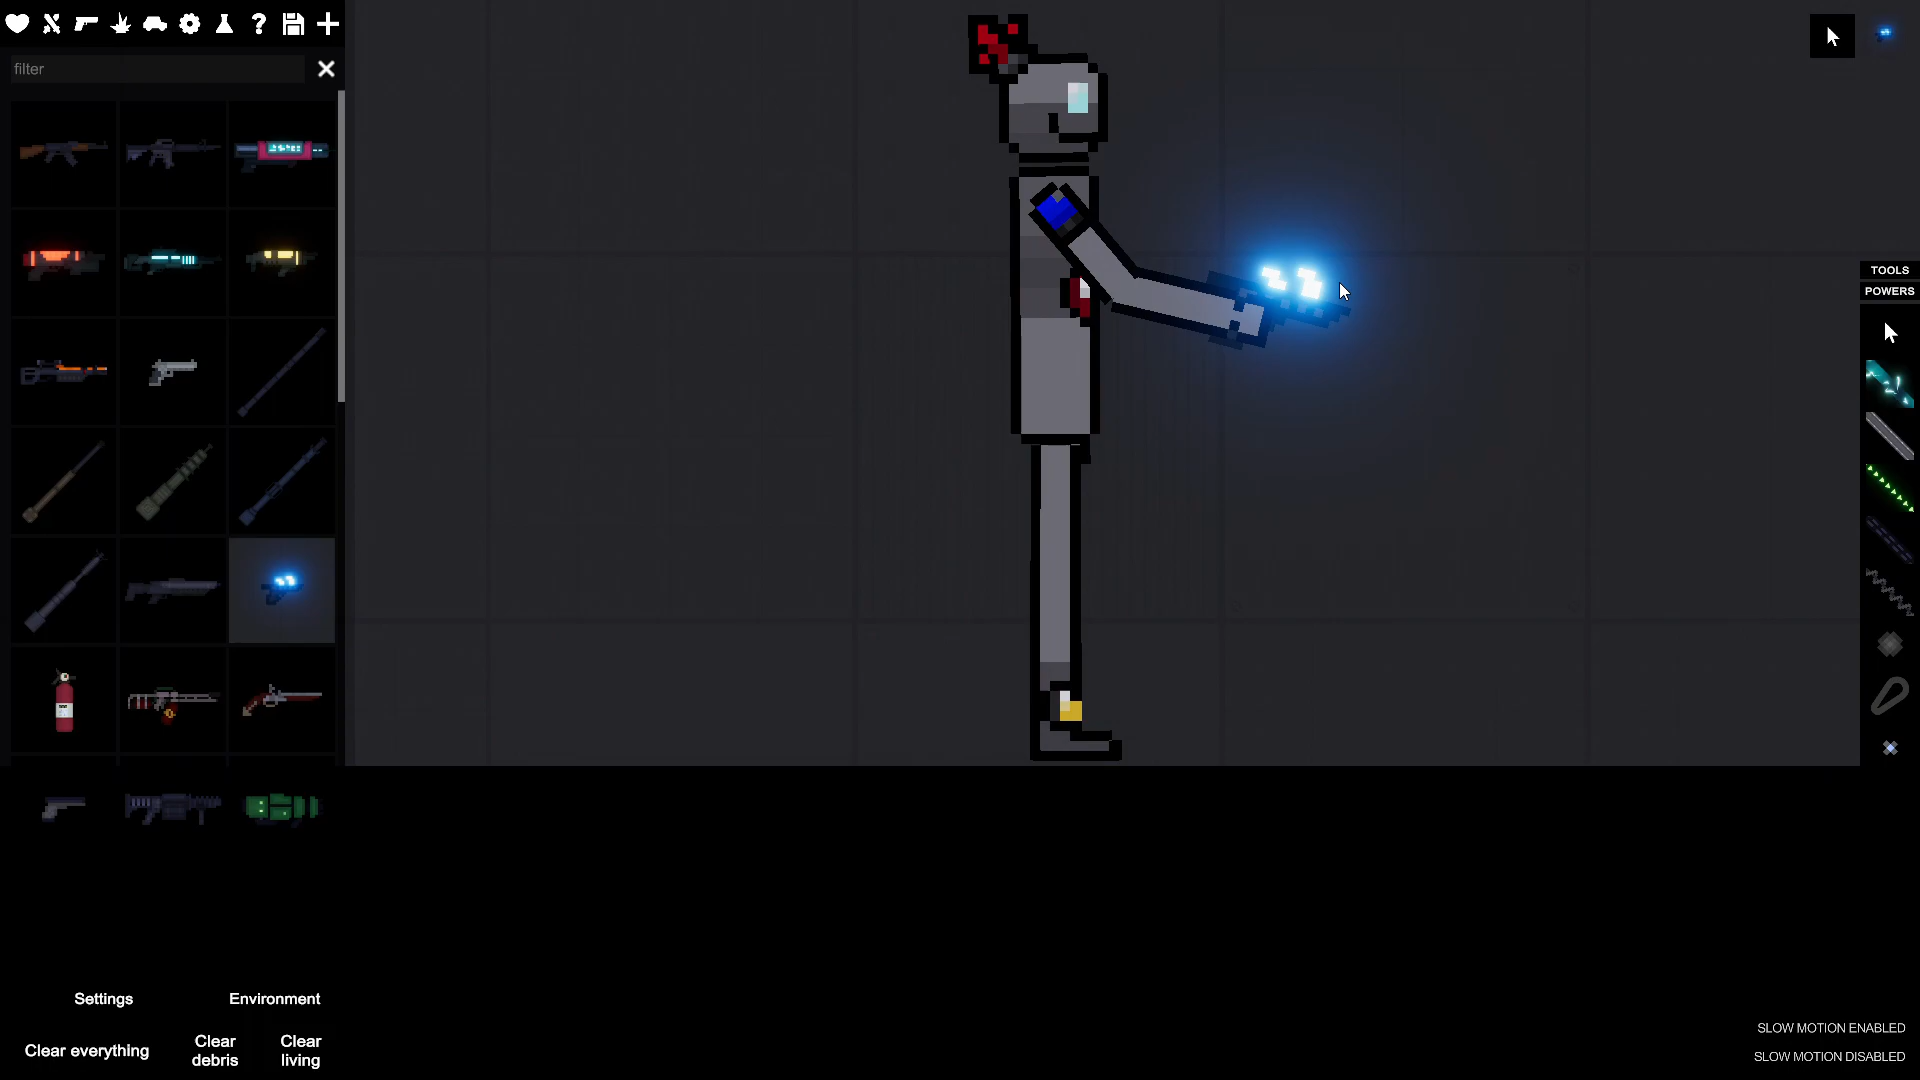 filter
TOOLS
POWERS
Settings
Environment
Clear everything
Clear
debris
Clear
living
SLOW MOTION ENABLED
SLOW MOTION DISABLED